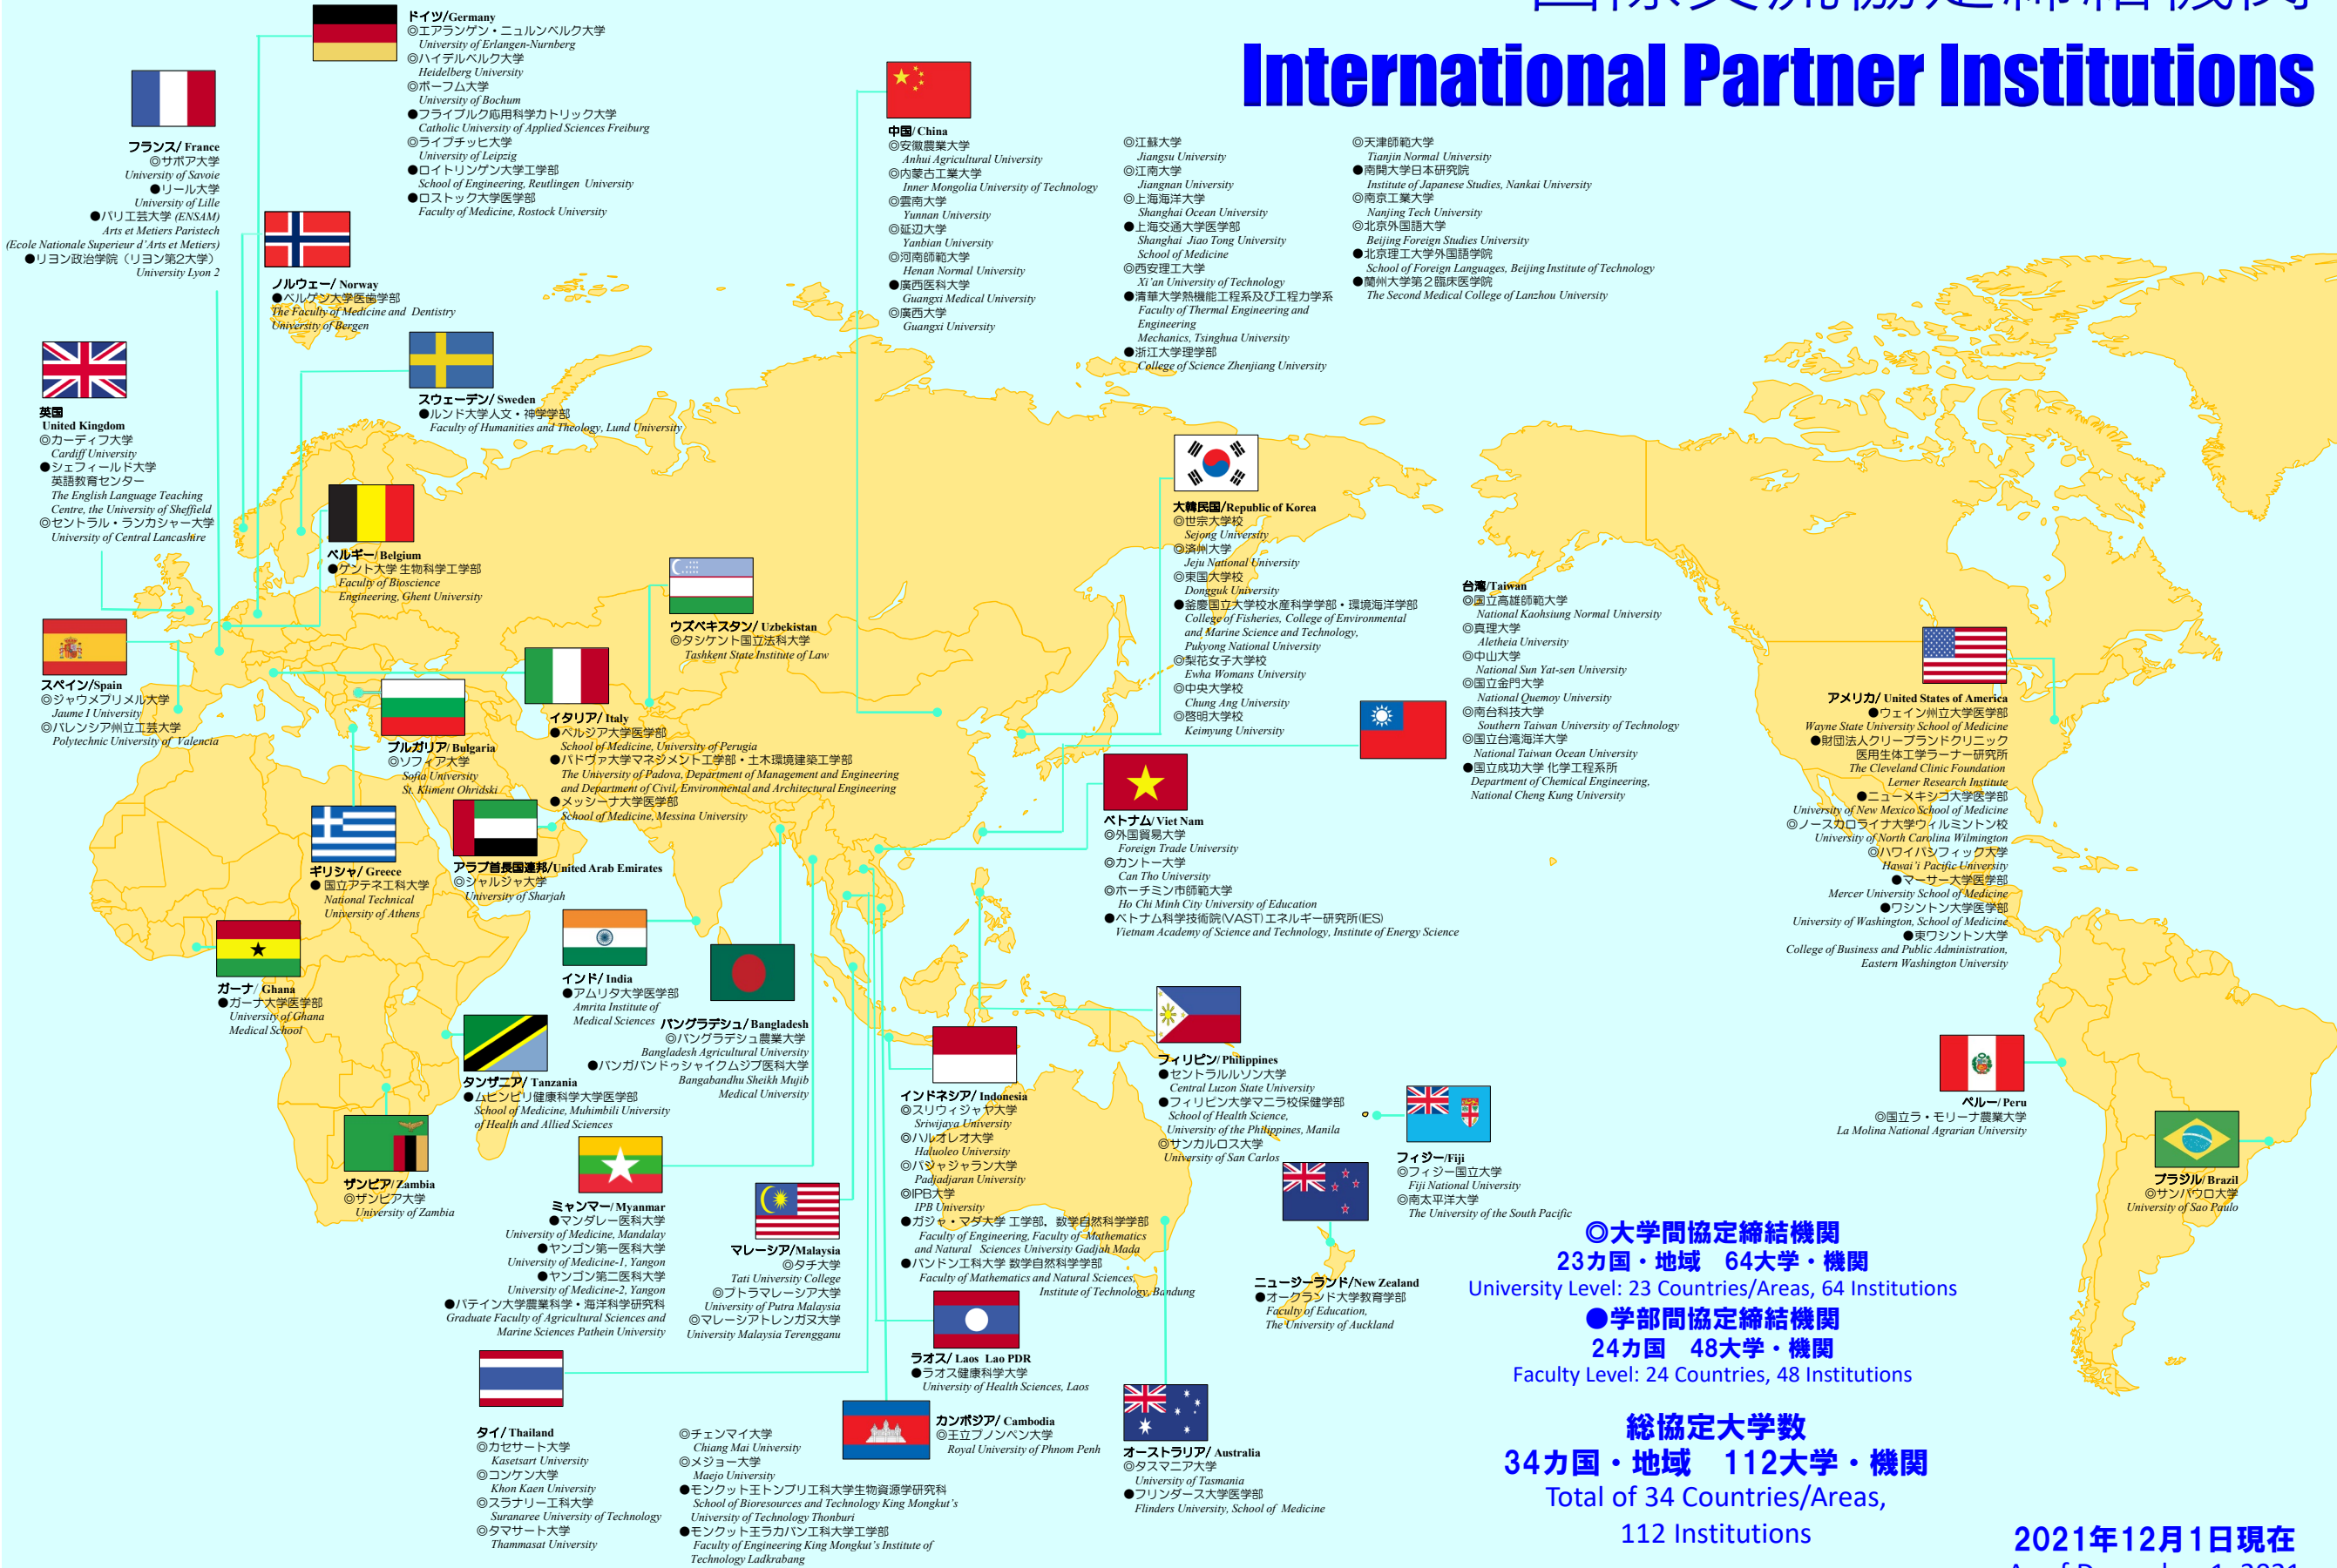 国際交流協定締結機関
International Partner Institutions
ドイツ/Germany
◎エアランゲン・ニュルンベルク大学
University of Erlangen-Nurnberg
◎ハイデルベルク大学
Heidelberg University
◎ボーフム大学
University of Bochum
●フライブルク応用科学カトリック大学
Catholic University of Applied Sciences Freiburg
◎ライプチッヒ大学
University of Leipzig
●ロイトリンゲン大学工学部
School of Engineering, Reutlingen University
●ロストック大学医学部
Faculty of Medicine, Rostock University
フランス/ France
◎サボア大学
University of Savoie
●リール大学
University of Lille
●パリ工芸大学 (ENSAM)
Arts et Metiers Paristech
(Ecole Nationale Superieur d'Arts et Metiers)
●リヨン政治学院（リヨン第2大学）
University Lyon 2
ノルウェー/ Norway
●ベルゲン大学医歯学部
The Faculty of Medicine and Dentistry
University of Bergen
スウェーデン/ Sweden
●ルンド大学人文・神学学部
Faculty of Humanities and Theology, Lund University
英国
United Kingdom
◎カーディフ大学
Cardiff University
●シェフィールド大学
英語教育センター
The English Language Teaching
Centre, the University of Sheffield
◎セントラル・ランカシャー大学
University of Central Lancashire
ベルギー/ Belgium
●ゲント大学 生物科学工学部
Faculty of Bioscience
Engineering, Ghent University
スペイン/Spain
◎ジャウメプリメル大学
Jaume I University
◎バレンシア州立工芸大学
Polytechnic University of Valencia
ウズベキスタン/ Uzbekistan
◎タシケント国立法科大学
Tashkent State Institute of Law
ブルガリア/ Bulgaria
◎ソフィア大学
Sofia University
St. Kliment Ohridski
イタリア/ Italy
●ペルジア大学医学部
School of Medicine, University of Perugia
●パドヴァ大学マネジメント工学部・土木環境建築工学部
The University of Padova, Department of Management and Engineering
and Department of Civil, Environmental and Architectural Engineering
●メッシーナ大学医学部
School of Medicine, Messina University
ギリシャ/ Greece
● 国立アテネ工科大学
National Technical
University of Athens
アラブ首長国連邦/United Arab Emirates
◎シャルジャ大学
University of Sharjah
中国/ China
◎安徽農業大学
Anhui Agricultural University
◎内蒙古工業大学
Inner Mongolia University of Technology
◎雲南大学
Yunnan University
◎延辺大学
Yanbian University
◎河南師範大学
Henan Normal University
●廣西医科大学
Guangxi Medical University
◎廣西大学
Guangxi University
◎江蘇大学
Jiangsu University
◎江南大学
Jiangnan University
◎上海海洋大学
Shanghai Ocean University
●上海交通大学医学部
Shanghai Jiao Tong University
School of Medicine
◎西安理工大学
Xi'an University of Technology
●清華大学熱機能工程系及び工程力学系
Faculty of Thermal Engineering and
Engineering
Mechanics, Tsinghua University
●浙江大学理学部
College of Science Zhenjiang University
◎天津師範大学
Tianjin Normal University
●南開大学日本研究院
Institute of Japanese Studies, Nankai University
◎南京工業大学
Nanjing Tech University
◎北京外国語大学
Beijing Foreign Studies University
●北京理工大学外国語学院
School of Foreign Languages, Beijing Institute of Technology
●蘭州大学第２臨床医学院
The Second Medical College of Lanzhou University
大韓民国/Republic of Korea
◎世宗大学校
Sejong University
◎済州大学
Jeju National University
◎東国大学校
Dongguk University
●釜慶国立大学校水産科学学部・環境海洋学部
College of Fisheries, College of Environmental
and Marine Science and Technology,
Pukyong National University
◎梨花女子大学校
Ewha Womans University
◎中央大学校
Chung Ang University
◎啓明大学校
Keimyung University
台湾/Taiwan
◎国立高雄師範大学
National Kaohsiung Normal University
◎真理大学
Aletheia University
◎中山大学
National Sun Yat-sen University
◎国立金門大学
National Quemoy University
◎南台科技大学
Southern Taiwan University of Technology
◎国立台湾海洋大学
National Taiwan Ocean University
●国立成功大学 化学工程系所
Department of Chemical Engineering,
National Cheng Kung University
アメリカ/ United States of America
●ウェイン州立大学医学部
Wayne State University School of Medicine
●財団法人クリーブランドクリニック
医用生体工学ラーナー研究所
The Cleveland Clinic Foundation
Lerner Research Institute
●ニューメキシコ大学医学部
University of New Mexico School of Medicine
◎ノースカロライナ大学ウィルミントン校
University of North Carolina Wilmington
◎ハワイパシフィック大学
Hawai'i Pacific University
●マーサー大学医学部
Mercer University School of Medicine
●ワシントン大学医学部
University of Washington, School of Medicine
●東ワシントン大学
College of Business and Public Administration,
Eastern Washington University
ベトナム/ Viet Nam
◎外国貿易大学
Foreign Trade University
◎カントー大学
Can Tho University
◎ホーチミン市師範大学
Ho Chi Minh City University of Education
●ベトナム科学技術院(VAST)エネルギー研究所(IES)
Vietnam Academy of Science and Technology, Institute of Energy Science
ガーナ/ Ghana
●ガーナ大学医学部
University of Ghana
Medical School
インド/ India
●アムリタ大学医学部
Amrita Institute of
Medical Sciences
バングラデシュ/ Bangladesh
◎バングラデシュ農業大学
Bangladesh Agricultural University
●バンガバンドゥシャイクムジブ医科大学
Bangabandhu Sheikh Mujib
Medical University
タンザニア/ Tanzania
●ムヒンビリ健康科学大学医学部
School of Medicine, Muhimbili University
of Health and Allied Sciences
ザンビア/ Zambia
◎ザンビア大学
University of Zambia
ミャンマー/ Myanmar
●マンダレー医科大学
University of Medicine, Mandalay
●ヤンゴン第一医科大学
University of Medicine-1, Yangon
●ヤンゴン第二医科大学
University of Medicine-2, Yangon
●パテイン大学農業科学・海洋科学研究科
Graduate Faculty of Agricultural Sciences and
Marine Sciences Pathein University
マレーシア/Malaysia
◎タチ大学
Tati University College
◎プトラマレーシア大学
University of Putra Malaysia
◎マレーシアトレンガヌ大学
University Malaysia Terengganu
インドネシア/ Indonesia
◎スリウィジャヤ大学
Sriwijaya University
◎ハルオレオ大学
Haluoleo University
◎パジャジャラン大学
Padjadjaran University
◎IPB大学
IPB University
●ガジャ・マダ大学 工学部，数学自然科学学部
Faculty of Engineering, Faculty of Mathematics
and Natural Sciences University Gadjah Mada
●バンドン工科大学 数学自然科学学部
Faculty of Mathematics and Natural Sciences,
Institute of Technology, Bandung
フィリピン/ Philippines
●セントラルルソン大学
Central Luzon State University
●フィリピン大学マニラ校保健学部
School of Health Science,
University of the Philippines, Manila
◎サンカルロス大学
University of San Carlos
フィジー/Fiji
◎フィジー国立大学
Fiji National University
◎南太平洋大学
The University of the South Pacific
ニュージーランド/New Zealand
●オークランド大学教育学部
Faculty of Education,
The University of Auckland
ペルー/ Peru
◎国立ラ・モリーナ農業大学
La Molina National Agrarian University
ブラジル/ Brazil
◎サンパウロ大学
University of Sao Paulo
ラオス/ Laos Lao PDR
●ラオス健康科学大学
University of Health Sciences, Laos
カンボジア/ Cambodia
◎王立プノンペン大学
Royal University of Phnom Penh
オーストラリア/ Australia
◎タスマニア大学
University of Tasmania
●フリンダース大学医学部
Flinders University, School of Medicine
タイ/ Thailand
◎カセサート大学
Kasetsart University
◎コンケン大学
Khon Kaen University
◎スラナリー工科大学
Suranaree University of Technology
◎タマサート大学
Thammasat University
◎チェンマイ大学
Chiang Mai University
◎メジョー大学
Maejo University
●モンクット王トンブリ工科大学生物資源学研究科
School of Bioresources and Technology King Mongkut's
University of Technology Thonburi
●モンクット王ラカバン工科大学工学部
Faculty of Engineering King Mongkut's Institute of
Technology Ladkrabang
◎大学間協定締結機関
23カ国・地域　64大学・機関
University Level: 23 Countries/Areas, 64 Institutions
●学部間協定締結機関
24カ国　48大学・機関
Faculty Level: 24 Countries, 48 Institutions
総協定大学数
34カ国・地域　112大学・機関
Total of 34 Countries/Areas,
112 Institutions
2021年12月1日現在
As of December 1, 2021